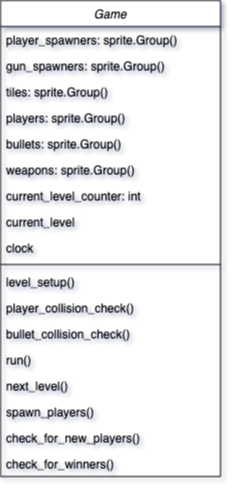 Game
player_spawners: sprite.Group()
gun_spawners: sprite.Group()
tiles: sprite.Group()
players: sprite.Group()
bullets: sprite.Group()
weapons: sprite.Group()
current_level_counter: int
current_level
clock
level_setup()
player_collision_check()
bullet_collision_check()
run()
next_level()
spawn_players()
check_for_new_players()
check_for_winners()